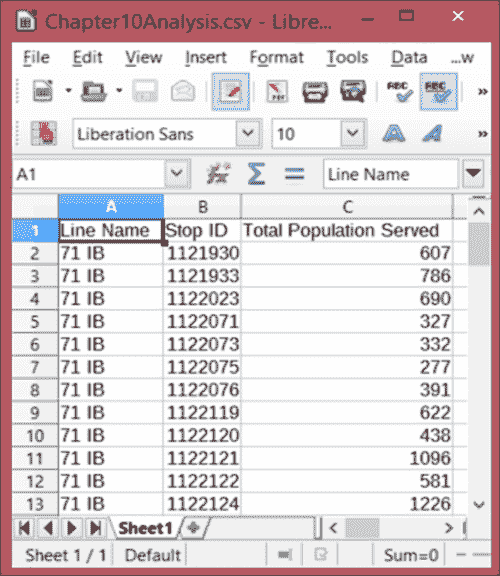 Chapter10Analysis.csv - Libre...
File Edit View Insert Format Tools Data ...w
Liberation Sans 10
A1 Line Name
A B C
1 Line Name Stop ID Total Population Served
2 71 IB 1121930 607
3 71 IB 1121933 786
4 71 IB 1122023 690
5 71 IB 1122071 327
6 71 IB 1122073 332
7 71 IB 1122075 277
8 71 IB 1122076 391
9 71 IB 1122119 622
10 71 IB 1122120 438
11 71 IB 1122121 1096
12 71 IB 1122122 581
13 71 IB 1122124 1226
Sheet1
Sheet 1 / 1 Default Sum=0